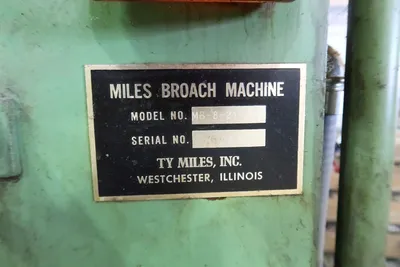 MILES BROACH MACHINE
MODEL NO.
SERIAL NO.
TY MILES, INC.
WESTCHESTER, ILLINOIS